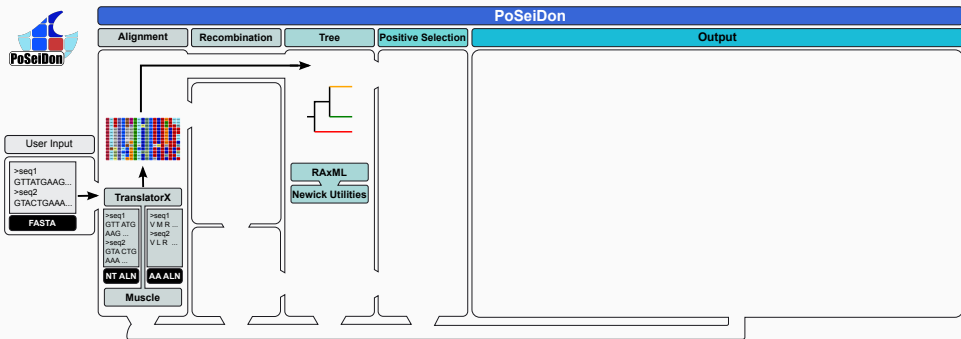 PoSeiDon
PoSeiDon
Alignment
Recombination
Tree
Positive Selection
Output
User Input
>seq1
GTTATGAAG...
>seq2
GTACTGAAA...
FASTA
TranslatorX
>seq1
GTT ATG
AAG ...
>seq2
GTA CTG
AAA ...
NT ALN
>seq1
V M R ...
>seq2
V L R ...
AA ALN
Muscle
RAxML
Newick Utilities